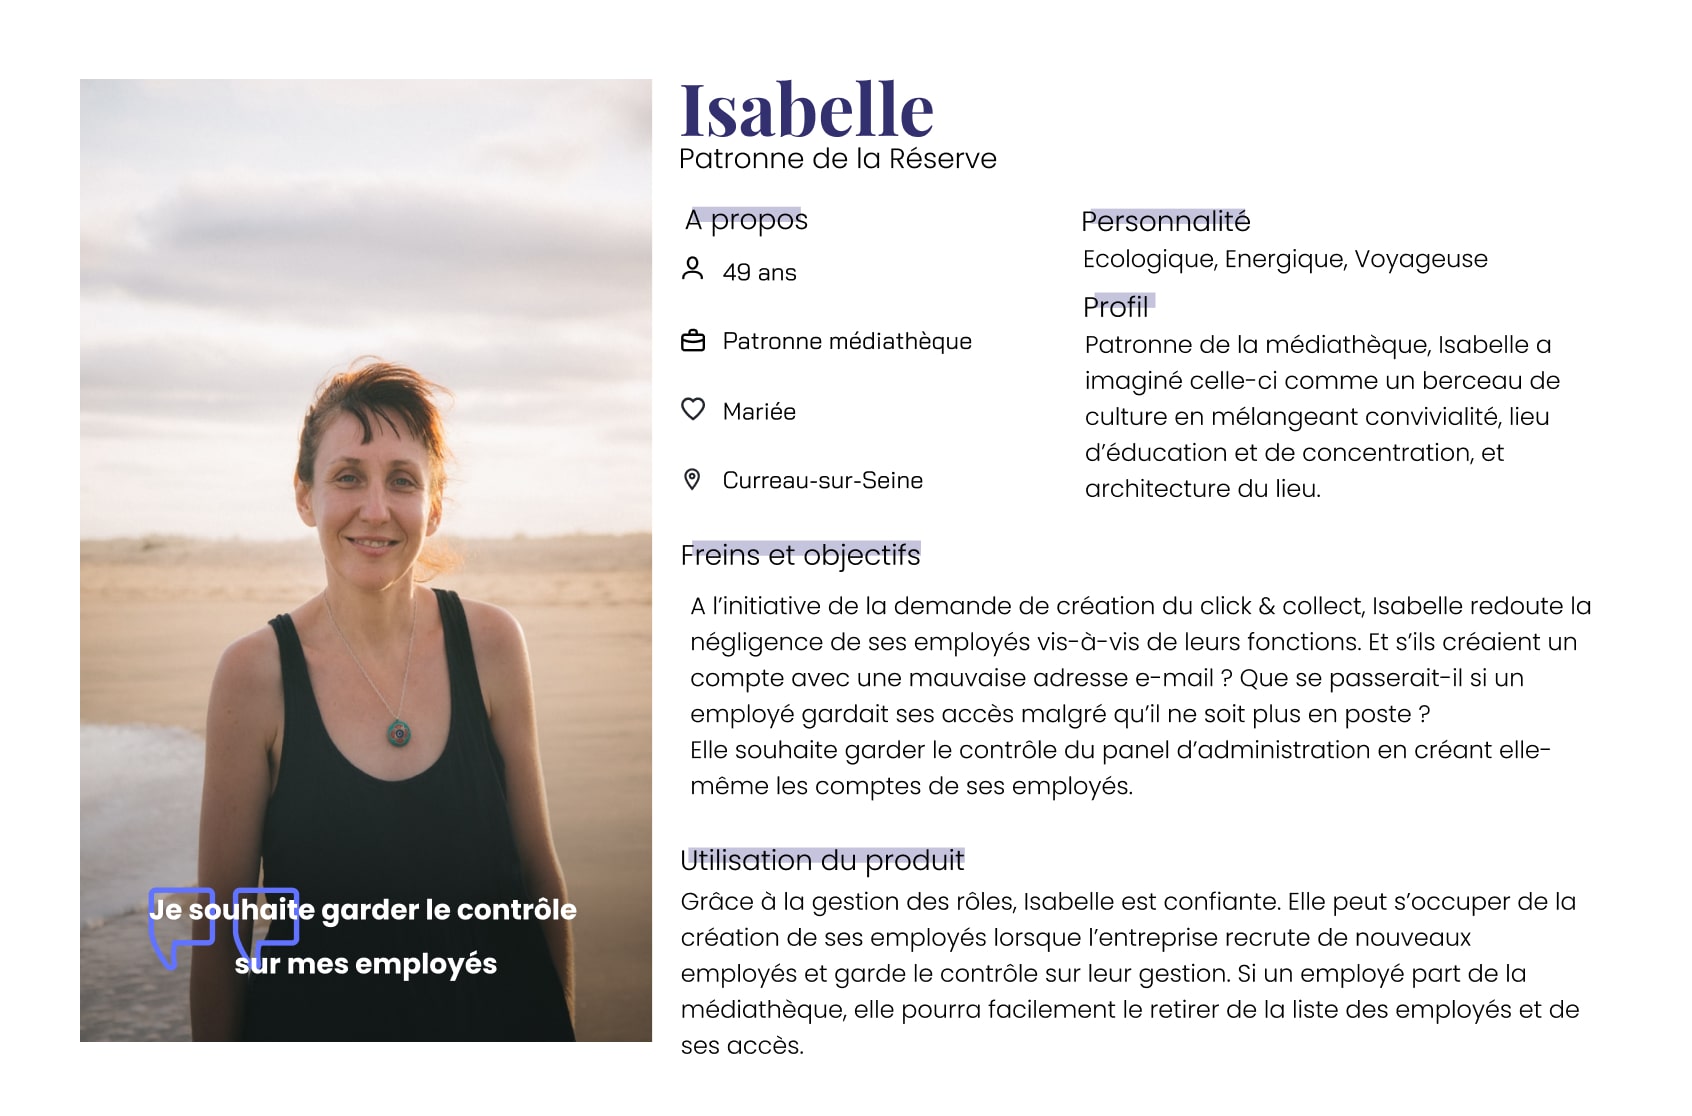 Isabelle
Patronne de la Réserve
A propos
49 ans
Patronne médiathèque
Mariée
Curreau-sur-Seine
Personnalité
Ecologique, Energique, Voyageuse
Profil
Patronne de la médiathèque, Isabelle a
imaginé celle-ci comme un berceau de
culture en mélangeant convivialité, lieu
d’éducation et de concentration, et
architecture du lieu.
Freins et objectifs
A l’initiative de la demande de création du click & collect, Isabelle redoute la
négligence de ses employés vis-à-vis de leurs fonctions. Et s’ils créaient un
compte avec une mauvaise adresse e-mail ? Que se passerait-il si un
employé gardait ses accès malgré qu’il ne soit plus en poste ?
Elle souhaite garder le contrôle du panel d’administration en créant elle-
même les comptes de ses employés.
Utilisation du produit
Grâce à la gestion des rôles, Isabelle est confiante. Elle peut s’occuper de la
création de ses employés lorsque l’entreprise recrute de nouveaux
employés et garde le contrôle sur leur gestion. Si un employé part de la
médiathèque, elle pourra facilement le retirer de la liste des employés et de
ses accès.
Je souhaite garder le contrôle
sur mes employés